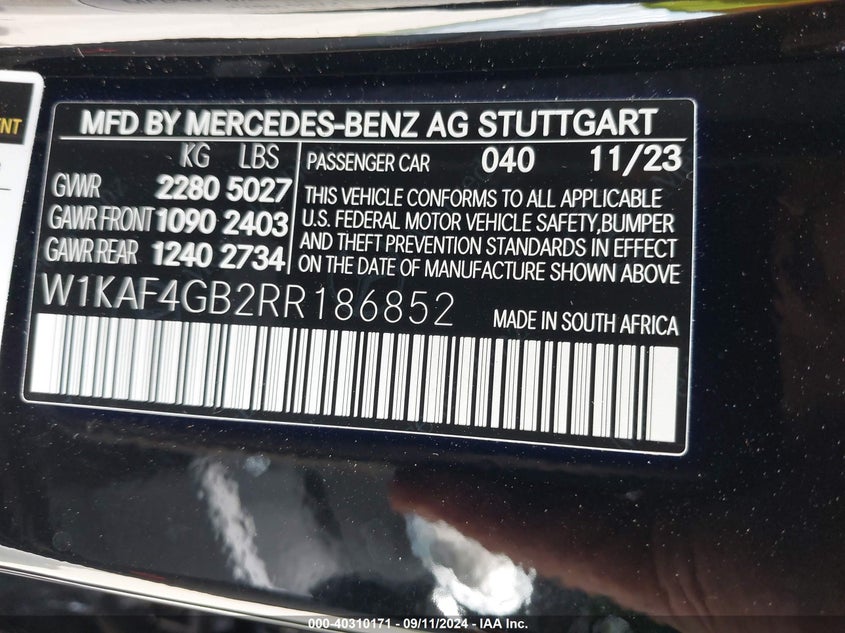 MFD BY MERCEDES-BENZ AG STUTTGART
KG LBS
GVWR 2280 5027
GAWR FRONT 1090 2403
GAWR REAR 1240 2734
PASSENGER CAR 040 11/23
THIS VEHICLE CONFORMS TO ALL APPLICABLE
U.S. FEDERAL MOTOR VEHICLE SAFETY,BUMPER
AND THEFT PREVENTION STANDARDS IN EFFECT
ON THE DATE OF MANUFACTURE SHOWN ABOVE
W1KAF4GB2RR186852
MADE IN SOUTH AFRICA
000-40310171 - 09/11/2024 - IAA Inc.